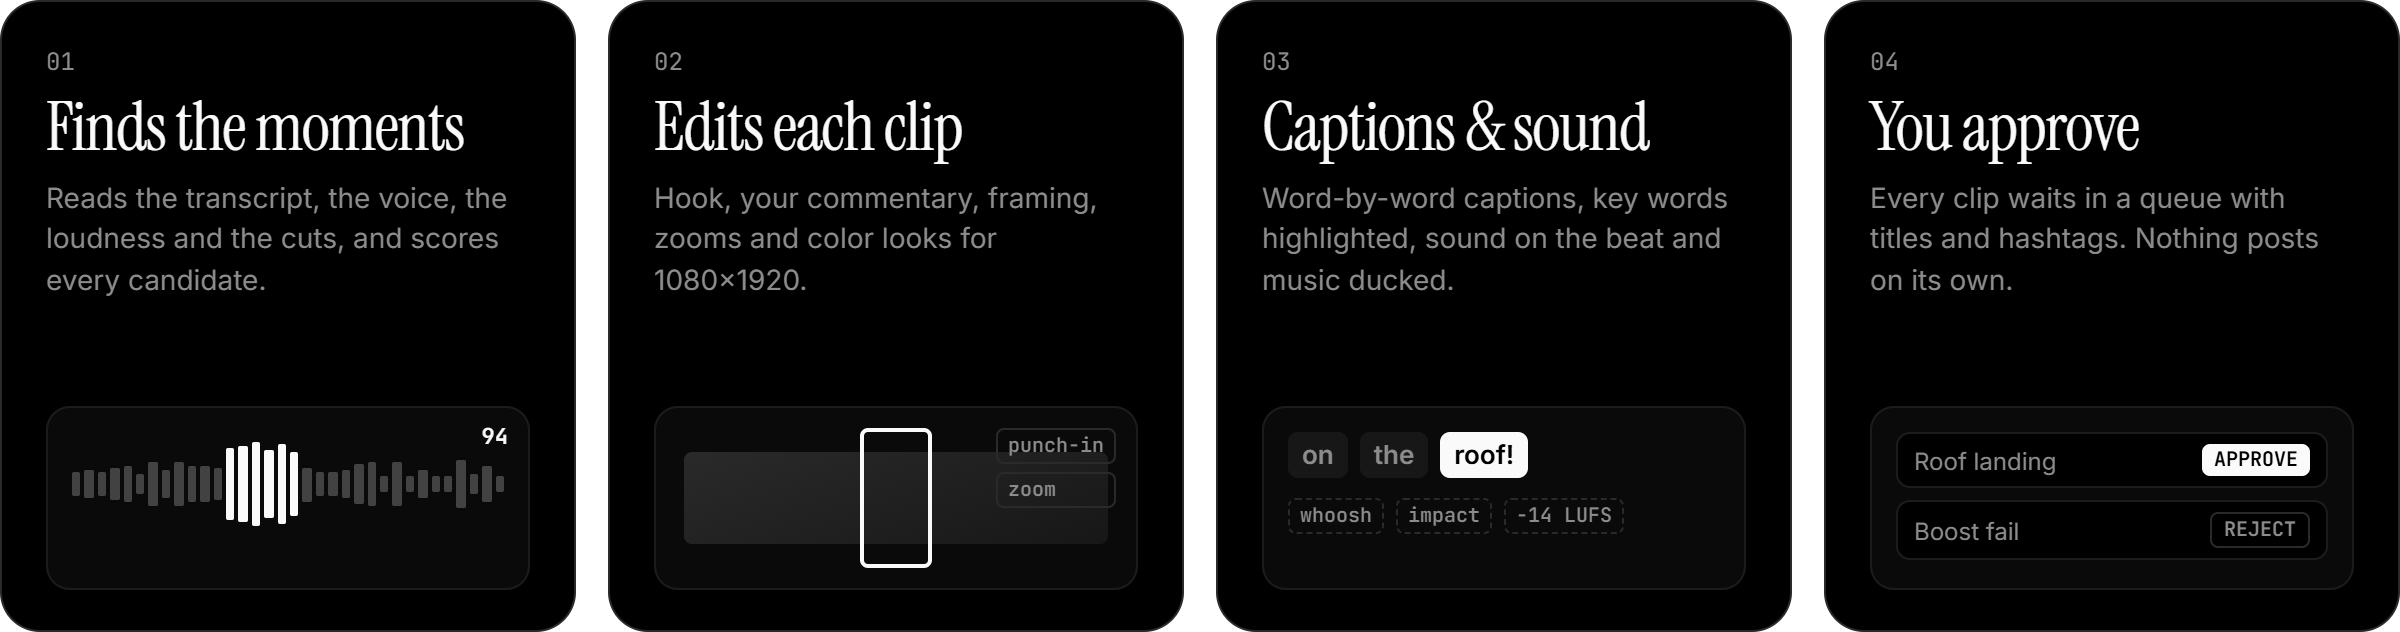 01
Finds the moments
Reads the transcript, the voice, the
loudness and the cuts, and scores
every candidate.
94
02
Edits each clip
Hook, your commentary, framing,
zooms and color looks for
1080×1920.
punch-in
zoom
03
Captions & sound
Word-by-word captions, key words
highlighted, sound on the beat and
music ducked.
on the roof!
whoosh impact -14 LUFS
04
You approve
Every clip waits in a queue with
titles and hashtags. Nothing posts
on its own.
Roof landing APPROVE
Boost fail REJECT